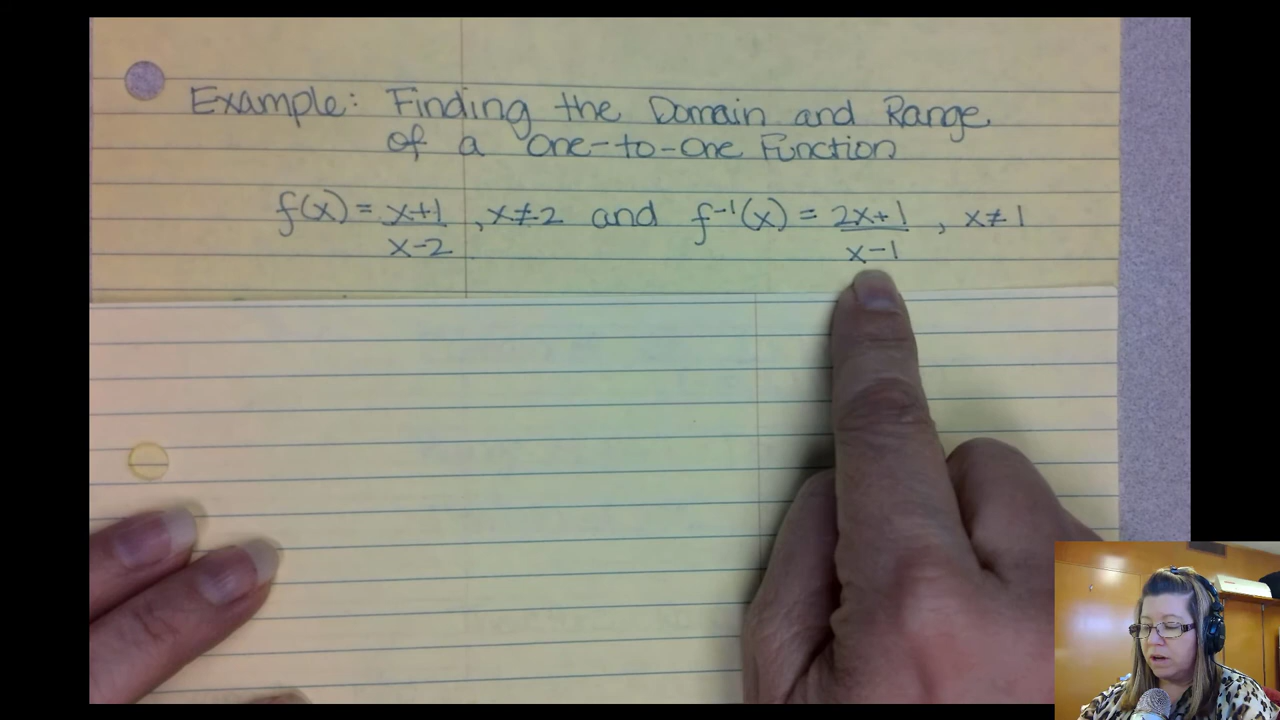 Example: Finding the Domain and Range
of a One-to-One Function
f(x) = x+1/x-2, x≠2 and f⁻¹(x) = 2x+1/x-1, x≠1